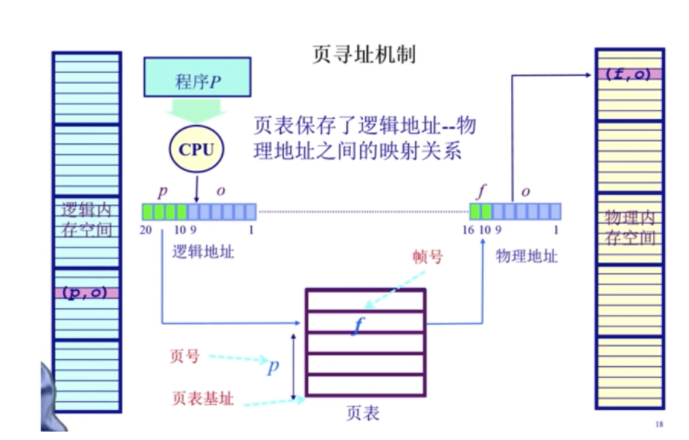 页寻址机制
程序P
CPU
页表保存了逻辑地址--物
理地址之间的映射关系
p o
20 10 9 1
逻辑地址
f o
16 10 9 1
物理地址
逻辑内
存空间
(p,o)
(f,o)
物理内
存空间
帧号
f
页号
p
页表基址
页表
18